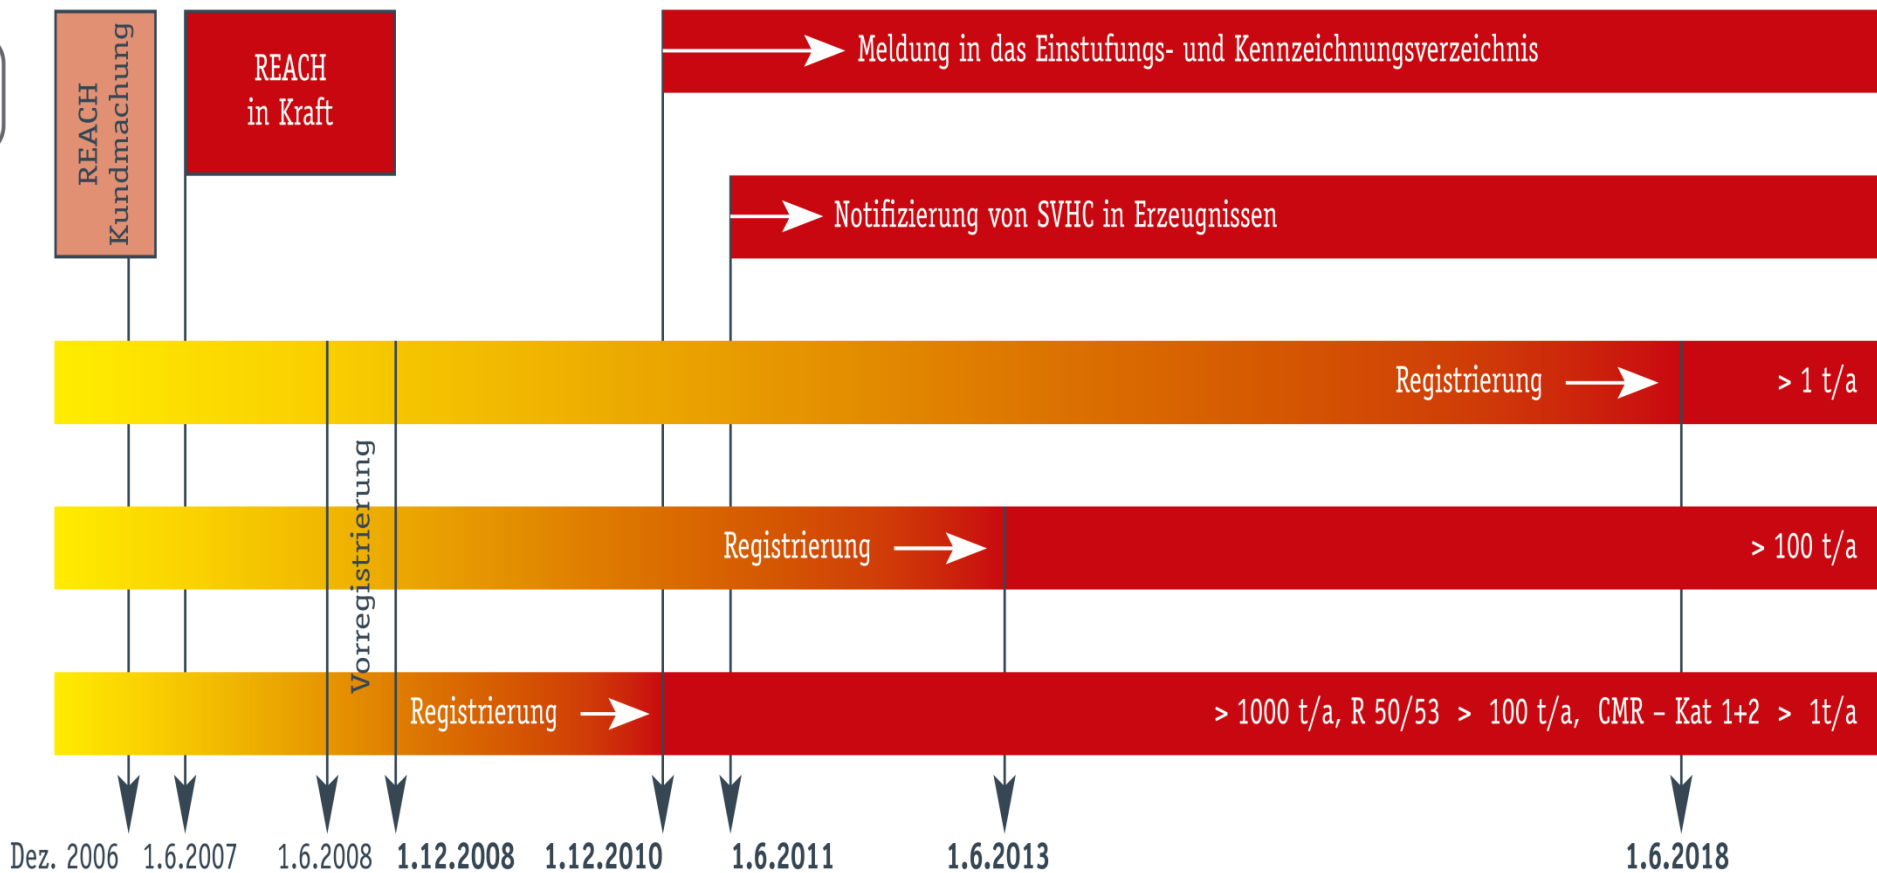 REACH
Kundmachung
REACH
in Kraft
Meldung in das Einstufungs- und Kennzeichnungsverzeichnis
Notifizierung von SVHC in Erzeugnissen
Registrierung > 1 t/a
Vorregistrierung
Registrierung > 100 t/a
Registrierung > 1000 t/a, R 50/53 > 100 t/a, CMR – Kat 1+2 > 1t/a
Dez. 2006 1.6.2007 1.6.2008 1.12.2008 1.12.2010 1.6.2011 1.6.2013 1.6.2018